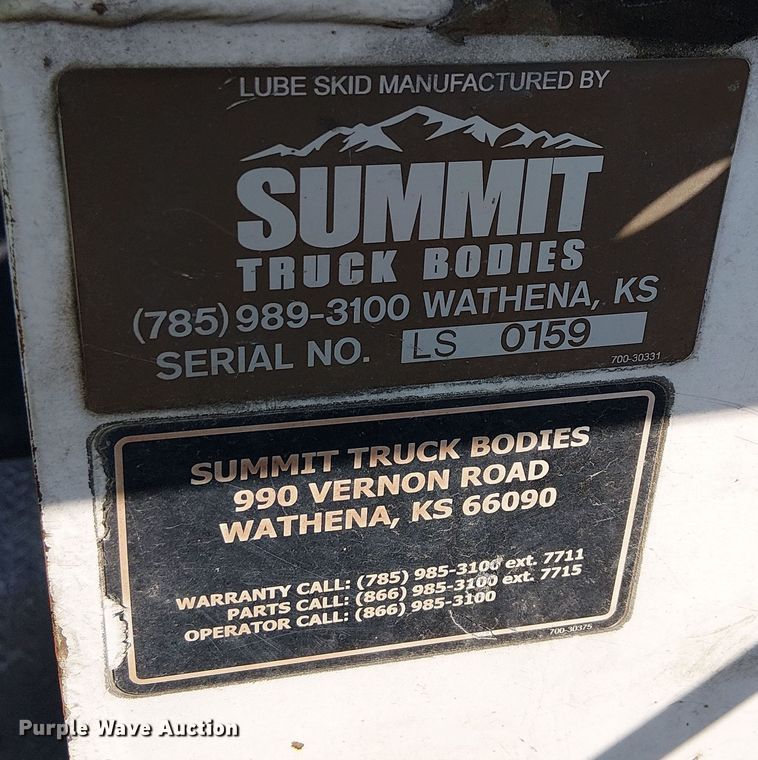 LUBE SKID MANUFACTURED BY
SUMMIT
TRUCK BODIES
(785)989-3100 WATHENA, KS
SERIAL NO. LS 0159
700-30331
SUMMIT TRUCK BODIES
990 VERNON ROAD
WATHENA, KS 66090
WARRANTY CALL: (785) 985-3100 ext. 7711
PARTS CALL: (866) 985-3100 ext. 7715
OPERATOR CALL: (866) 985-3100
700-30375
Purple Wave Auction